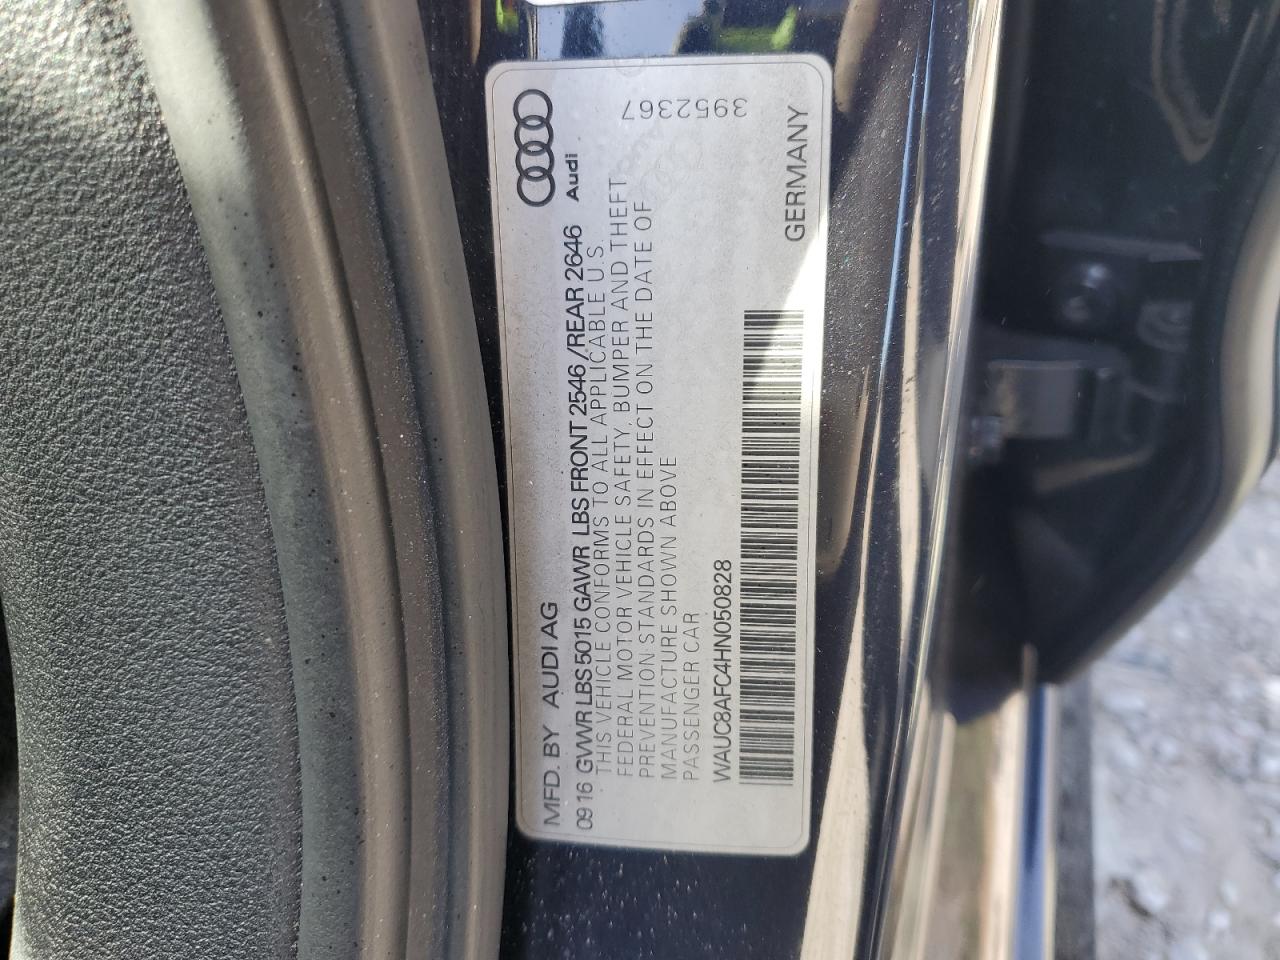 MFD. BY AUDI AG
Audi
09 16 GVWR LBS 5015 GAWR LBS FRONT 2546 /REAR 2646
THIS VEHICLE CONFORMS TO ALL APPLICABLE U.S.
FEDERAL MOTOR VEHICLE SAFETY, BUMPER AND THEFT
PREVENTION STANDARDS IN EFFECT ON THE DATE OF
MANUFACTURE SHOWN ABOVE
PASSENGER CAR
3952367
WAUC8AFC4HN050828
GERMANY